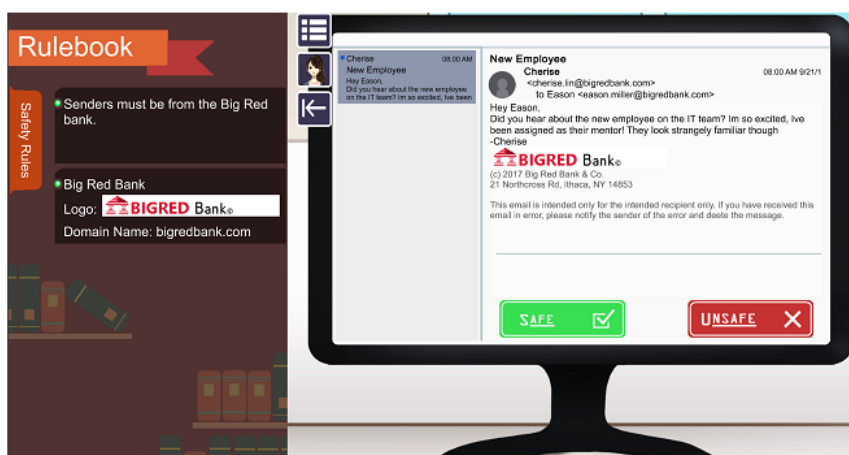 Rulebook
Safety Rules
Senders must be from the Big Red
bank.
Big Red Bank
Logo: BIGRED Bank©
Domain Name: bigredbank.com
Cherise 08:00 AM
New Employee
Hey Eason,
Did you hear about the new employee
on the IT team? Im so excited, Ive been
New Employee
Cherise 08:00 AM 9/21/1
<cherise.lin@bigredbank.com>
to Eason <eason.miller@bigredbank.com>
Hey Eason,
Did you hear about the new employee on the IT team? Im so excited, Ive
been assigned as their mentor! They look strangely familiar though
-Cherise
BIGRED Bank©
(c) 2017 Big Red Bank & Co.
21 Northcross Rd, Ithaca, NY 14853
This email is intended only for the intended recipient only. If you have received this
email in error, please notify the sender of the error and deete the message.
SAFE
UNSAFE